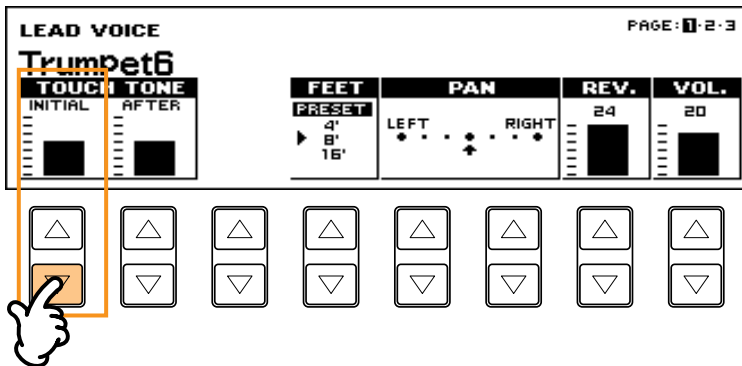 LEAD VOICE
PAGE:1·2·3
Trumpet6
TOUCH TONE
INITIAL
AFTER
FEET
PRESET
4'
8'
16'
PAN
LEFT
RIGHT
REV.
24
VOL.
20